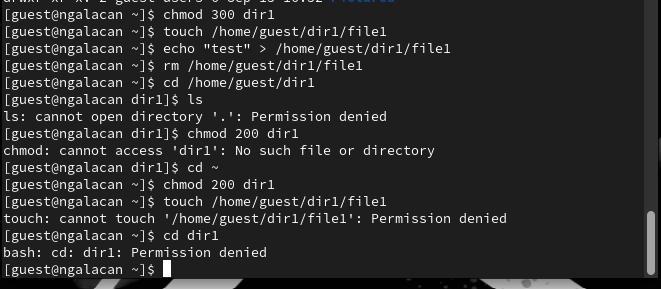 [guest@ngalacan ~]$ chmod 300 dir1
[guest@ngalacan ~]$ touch /home/guest/dir1/file1
[guest@ngalacan ~]$ echo "test" > /home/guest/dir1/file1
[guest@ngalacan ~]$ rm /home/guest/dir1/file1
[guest@ngalacan ~]$ cd /home/guest/dir1
[guest@ngalacan dir1]$ ls
ls: cannot open directory '.': Permission denied
[guest@ngalacan dir1]$ chmod 200 dir1
chmod: cannot access 'dir1': No such file or directory
[guest@ngalacan dir1]$ cd ~
[guest@ngalacan ~]$ chmod 200 dir1
[guest@ngalacan ~]$ touch /home/guest/dir1/file1
touch: cannot touch '/home/guest/dir1/file1': Permission denied
[guest@ngalacan ~]$ cd dir1
bash: cd: dir1: Permission denied
[guest@ngalacan ~]$